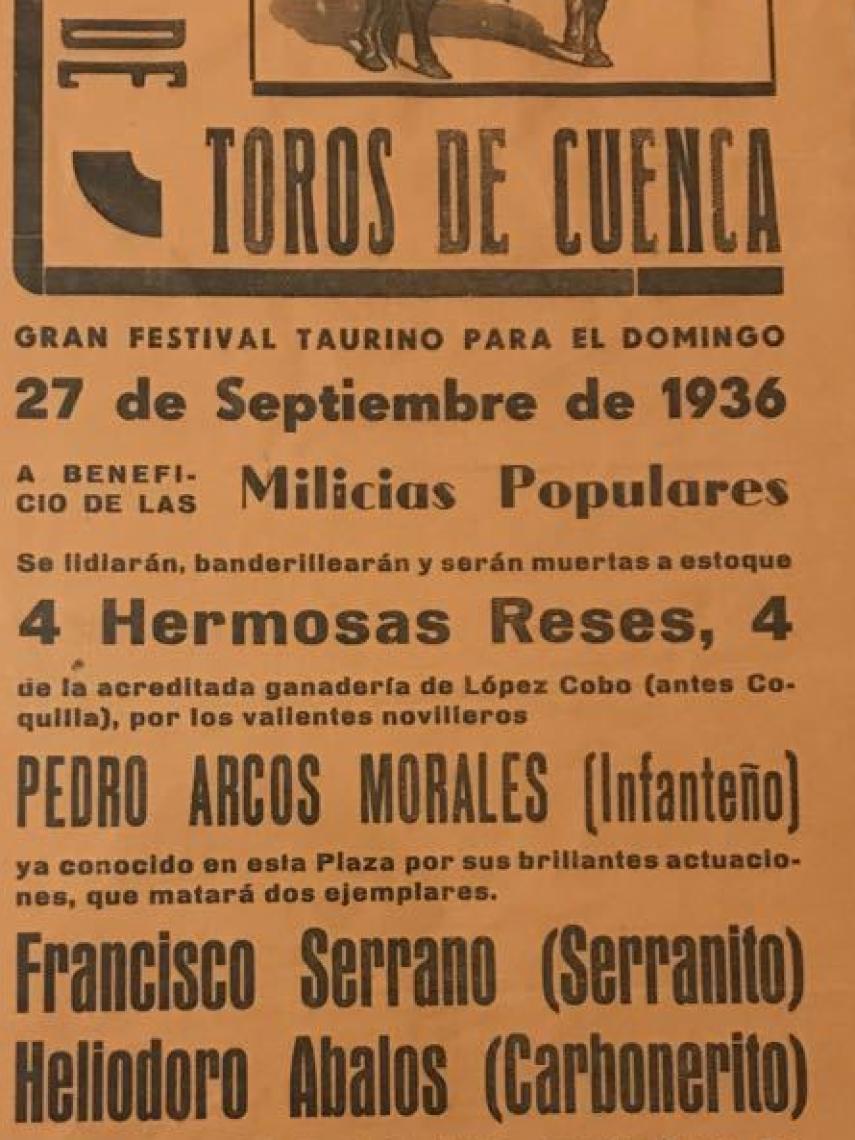 DE
TOROS DE CUENCA
GRAN FESTIVAL TAURINO PARA EL DOMINGO
27 de Septiembre de 1936
A BENEFI-
CIO DE LAS Milicias Populares
Se lidiarán, banderillearán y serán muertas a estoque
4 Hermosas Reses, 4
de la acreditada ganadería de López Cobo (antes Co-
quilla), por los valientes novilleros
PEDRO ARCOS MORALES (Infanteño)
ya conocido en esta Plaza por sus brillantes actuacio-
nes, que matará dos ejemplares.
Francisco Serrano (Serranito)
Heliodoro Abalos (Carbonerito)